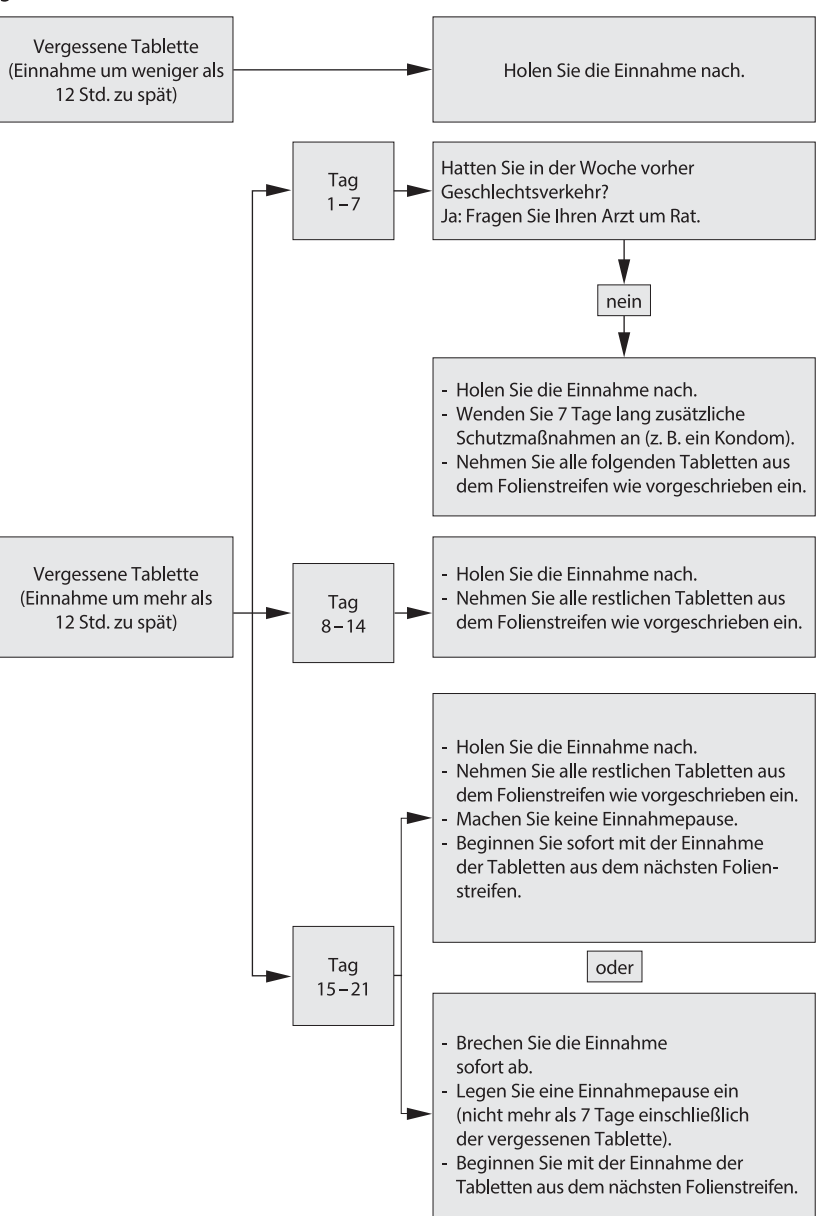 Vergessene Tablette
(Einnahme um weniger als
12 Std. zu spät)
Holen Sie die Einnahme nach.
Tag
1–7
Hatten Sie in der Woche vorher
Geschlechtsverkehr?
Ja: Fragen Sie Ihren Arzt um Rat.
nein
- Holen Sie die Einnahme nach.
- Wenden Sie 7 Tage lang zusätzliche
Schutzmaßnahmen an (z. B. ein Kondom).
- Nehmen Sie alle folgenden Tabletten aus
dem Folienstreifen wie vorgeschrieben ein.
Vergessene Tablette
(Einnahme um mehr als
12 Std. zu spät)
Tag
8–14
- Holen Sie die Einnahme nach.
- Nehmen Sie alle restlichen Tabletten aus
dem Folienstreifen wie vorgeschrieben ein.
Tag
15–21
- Holen Sie die Einnahme nach.
- Nehmen Sie alle restlichen Tabletten aus
dem Folienstreifen wie vorgeschrieben ein.
- Machen Sie keine Einnahmepause.
- Beginnen Sie sofort mit der Einnahme
der Tabletten aus dem nächsten Folien-
streifen.
oder
- Brechen Sie die Einnahme
sofort ab.
- Legen Sie eine Einnahmepause ein
(nicht mehr als 7 Tage einschließlich
der vergessenen Tablette).
- Beginnen Sie mit der Einnahme der
Tabletten aus dem nächsten Folienstreifen.